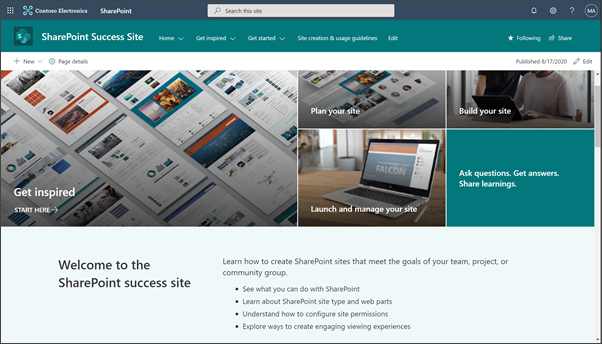 Contoso Electronics
SharePoint
Search this site
MA
S
SharePoint Success Site
Home
Get inspired
Get started
Site creation & usage guidelines
Edit
Following
Share
New
Page details
Published 8/17/2020
Edit
Plan your site
Build your site
Get inspired
START HERE
FALCON
Launch and manage your site
Ask questions. Get answers.
Share learnings.
Welcome to the
SharePoint success site
Learn how to create SharePoint sites that meet the goals of your team, project, or
community group.
See what you can do with SharePoint
Learn about SharePoint site type and web parts
Understand how to configure site permissions
Explore ways to create engaging viewing experiences